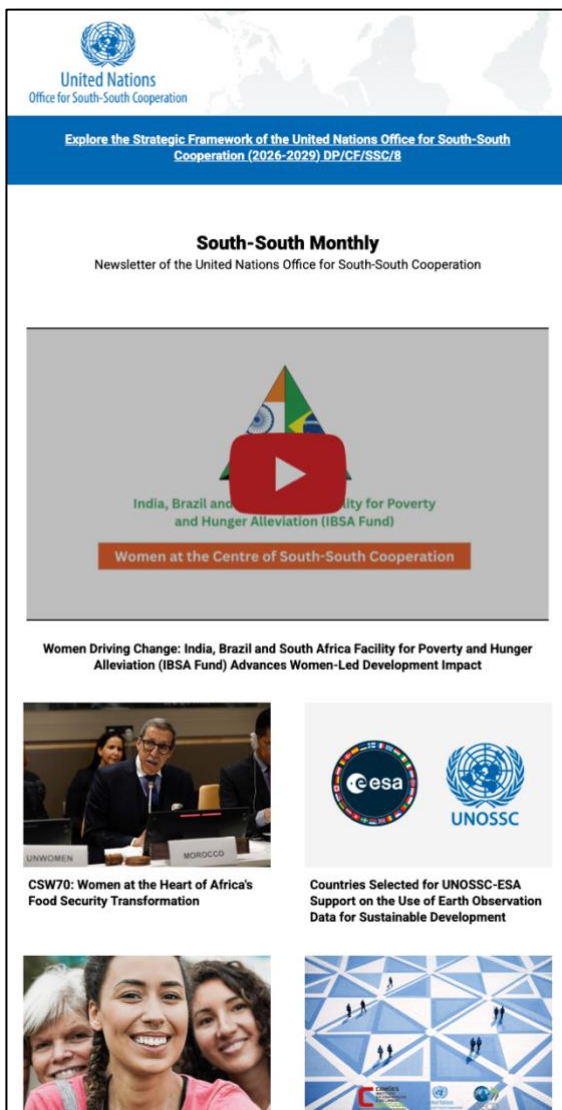 United Nations
Office for South-South Cooperation
Explore the Strategic Framework of the United Nations Office for South-South
Cooperation (2026-2029) DP/CF/SSC/8
South-South Monthly
Newsletter of the United Nations Office for South-South Cooperation
India, Brazil and
ility for Poverty
and Hunger Alleviation (IBSA Fund)
Women at the Centre of South-South Cooperation
Women Driving Change: India, Brazil and South Africa Facility for Poverty and Hunger
Alleviation (IBSA Fund) Advances Women-Led Development Impact
UNWOMEN
MOROCCO
esa
UNOSSC
CSW70: Women at the Heart of Africa's
Food Security Transformation
Countries Selected for UNOSSC-ESA
Support on the Use of Earth Observation
Data for Sustainable Development